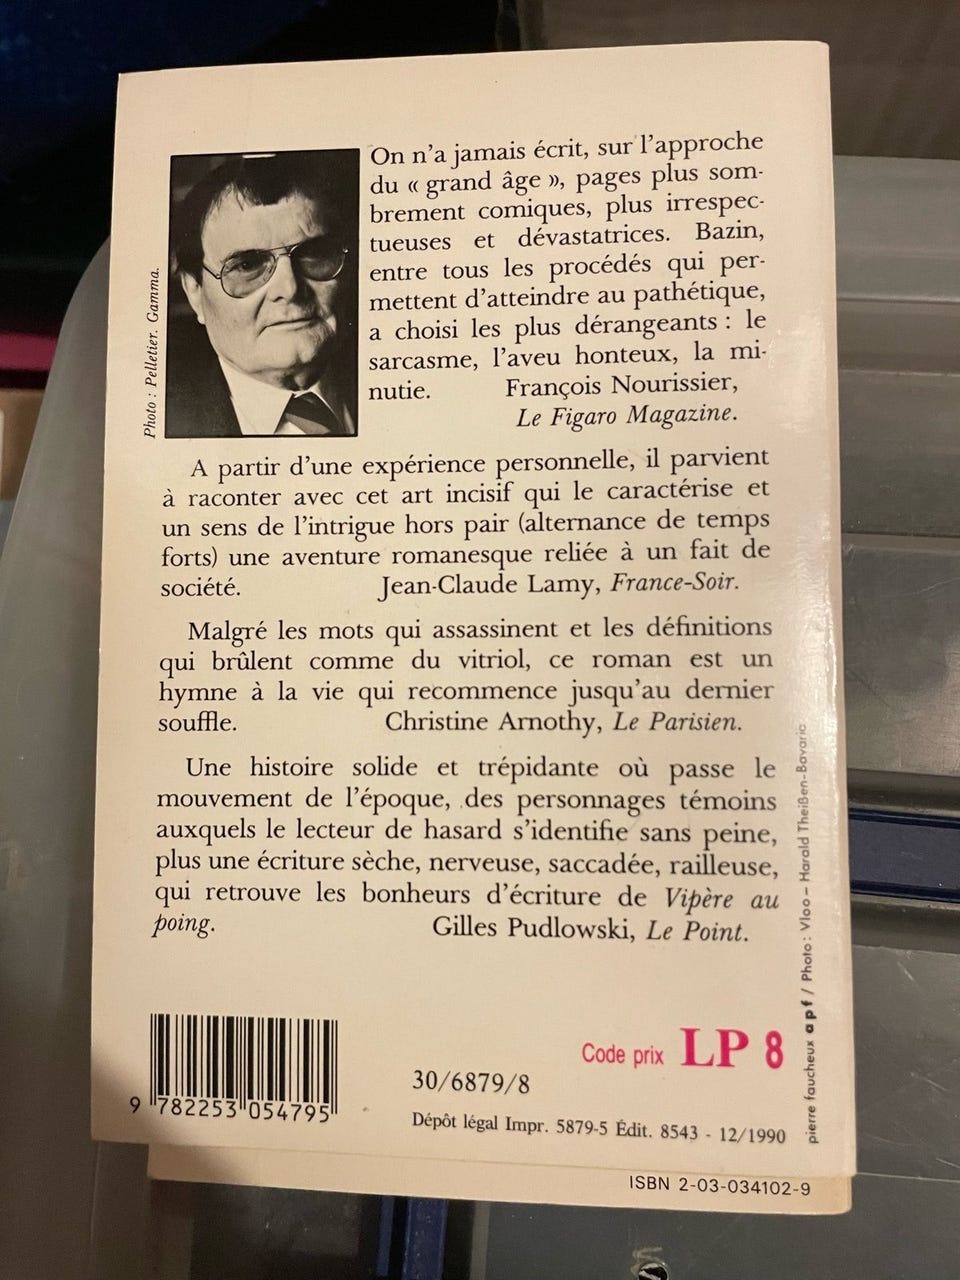 On n'a jamais écrit, sur l'approche
du « grand âge », pages plus som-
brement comiques, plus irrespec-
tueuses et dévastatrices. Bazin,
entre tous les procédés qui per-
mettent d'atteindre au pathétique,
a choisi les plus dérangeants : le
sarcasme, l'aveu honteux, la mi-
nutie. François Nourissier,
Le Figaro Magazine.
Photo : Pelletier. Gamma.
A partir d'une expérience personnelle, il parvient
à raconter avec cet art incisif qui le caractérise et
un sens de l'intrigue hors pair (alternance de temps
forts) une aventure romanesque reliée à un fait de
société. Jean-Claude Lamy, France-Soir.
Malgré les mots qui assassinent et les définitions
qui brûlent comme du vitriol, ce roman est un
hymne à la vie qui recommence jusqu'au dernier
souffle. Christine Arnothy, Le Parisien.
Une histoire solide et trépidante où passe le
mouvement de l'époque, des personnages témoins
auxquels le lecteur de hasard s'identifie sans peine,
plus une écriture sèche, nerveuse, saccadée, railleuse,
qui retrouve les bonheurs d'écriture de Vipère au
poing. Gilles Pudlowski, Le Point.
pierre faucheux apf / Photo : Vloo – Harald Theißen-Bavaric
Code prix LP 8
30/6879/8
9 782253 054795
Dépôt légal Impr. 5879-5 Édit. 8543 - 12/1990
ISBN 2-03-034102-9